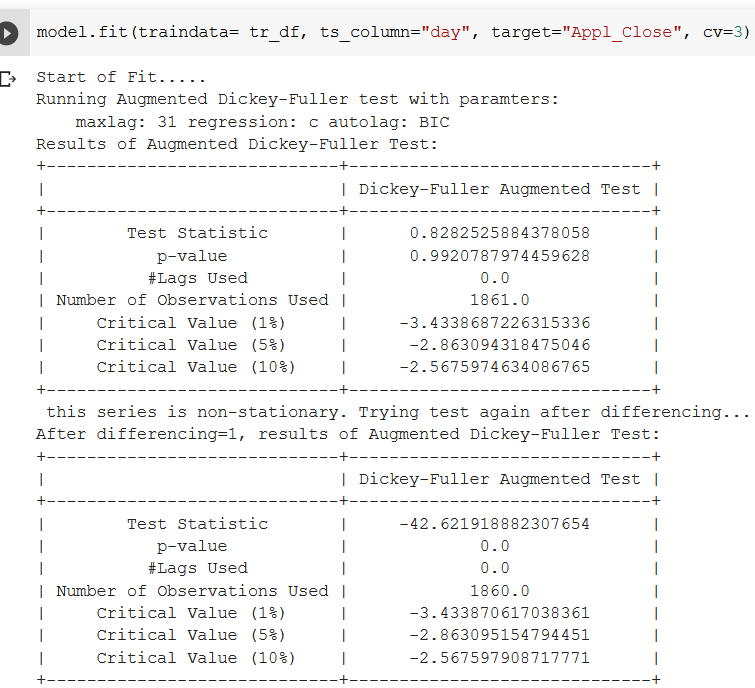 model.fit(traindata= tr_df, ts_column="day", target="Appl_Close", cv=3)
Start of Fit.....
Running Augmented Dickey-Fuller test with paramters:
    maxlag: 31 regression: c autolag: BIC
Results of Augmented Dickey-Fuller Test:
+-----------------------------+------------------------------+
|                             | Dickey-Fuller Augmented Test |
+-----------------------------+------------------------------+
|        Test Statistic       |      0.8282525884378058      |
|           p-value           |      0.9920787974459628      |
|          #Lags Used         |             0.0              |
| Number of Observations Used |            1861.0            |
|     Critical Value (1%)     |     -3.4338687226315336      |
|     Critical Value (5%)     |      -2.863094318475046      |
|     Critical Value (10%)    |     -2.5675974634086765      |
+-----------------------------+------------------------------+
 this series is non-stationary. Trying test again after differencing...
After differencing=1, results of Augmented Dickey-Fuller Test:
+-----------------------------+------------------------------+
|                             | Dickey-Fuller Augmented Test |
+-----------------------------+------------------------------+
|        Test Statistic       |     -42.621918882307654      |
|           p-value           |             0.0              |
|          #Lags Used         |             0.0              |
| Number of Observations Used |            1860.0            |
|     Critical Value (1%)     |      -3.433870617038361      |
|     Critical Value (5%)     |      -2.863095154794451      |
|     Critical Value (10%)    |      -2.567597908717771      |
+-----------------------------+------------------------------+